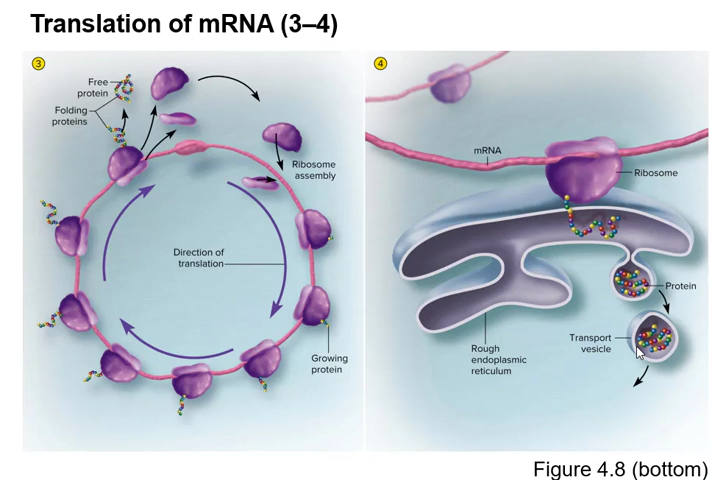 Translation of mRNA (3–4)
3
Free
protein
Folding
proteins
Ribosome
assembly
Direction of
translation
Growing
protein
4
mRNA
Ribosome
Protein
Transport
vesicle
Rough
endoplasmic
reticulum
Figure 4.8 (bottom)